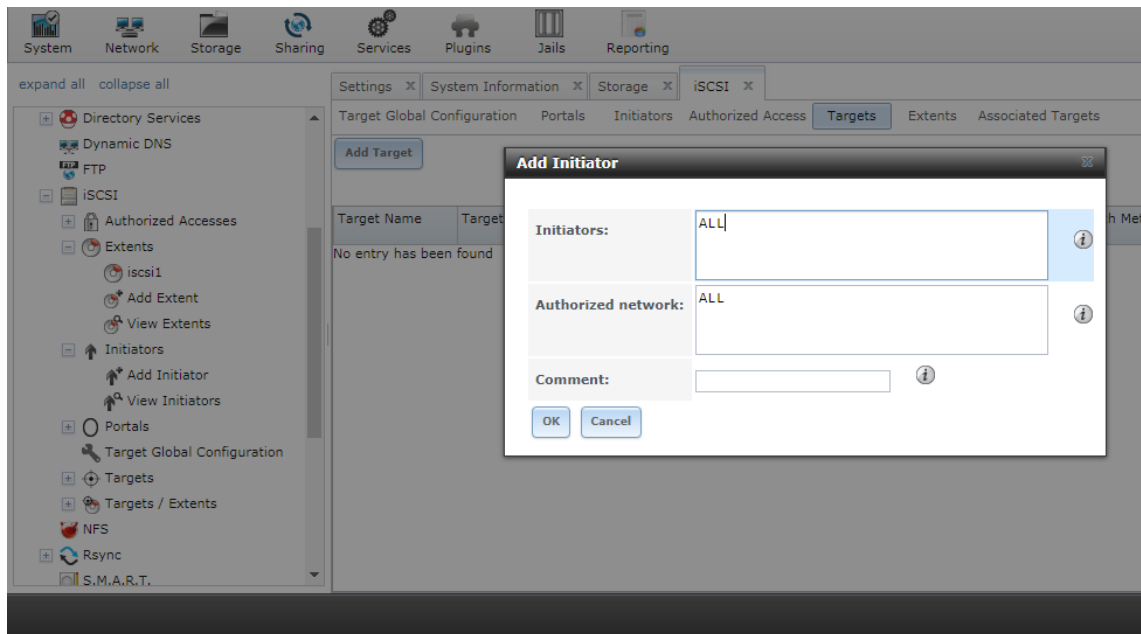 System Network Storage Sharing Services Plugins Jails Reporting
expand all collapse all
Settings X System Information X Storage X iSCSI X
Target Global Configuration Portals Initiators Authorized Access Targets Extents Associated Targets
Directory Services
Dynamic DNS
FTP
iSCSI
Authorized Accesses
Extents
iscsi1
Add Extent
View Extents
Initiators
Add Initiator
View Initiators
Portals
Target Global Configuration
Targets
Targets / Extents
NFS
Rsync
S.M.A.R.T.
Add Target
Target Name Target h Met
No entry has been found
Add Initiator
Initiators: ALL
Authorized network: ALL
Comment:
OK Cancel